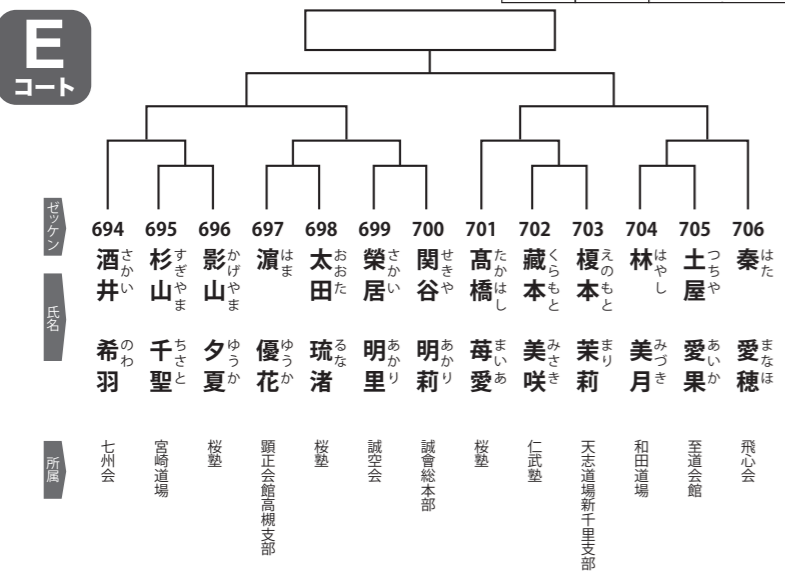 E
コート
ゼッケン
694 695 696 697 698 699 700 701 702 703 704 705 706
氏名
酒井 希羽
さかい のわ
杉山 千聖
すぎやま ちさと
影山 夕夏
かげやま ゆうか
濵 優花
はま ゆうか
太田 琉渚
おおた るな
榮居 明里
さかい あかり
関谷 明莉
せきや あかり
髙橋 苺愛
たかはし まいあ
藏本 美咲
くらもと みさき
榎本 茉莉
えのもと まり
林 美月
はやし みづき
土屋 愛果
つちや あいか
秦 愛穂
はた まなほ
所属
七州会
宮崎道場
桜塾
顕正会館高槻支部
桜塾
誠空会
誠會総本部
桜塾
仁武塾
天志道場新千里支部
和田道場
至道会館
飛心会